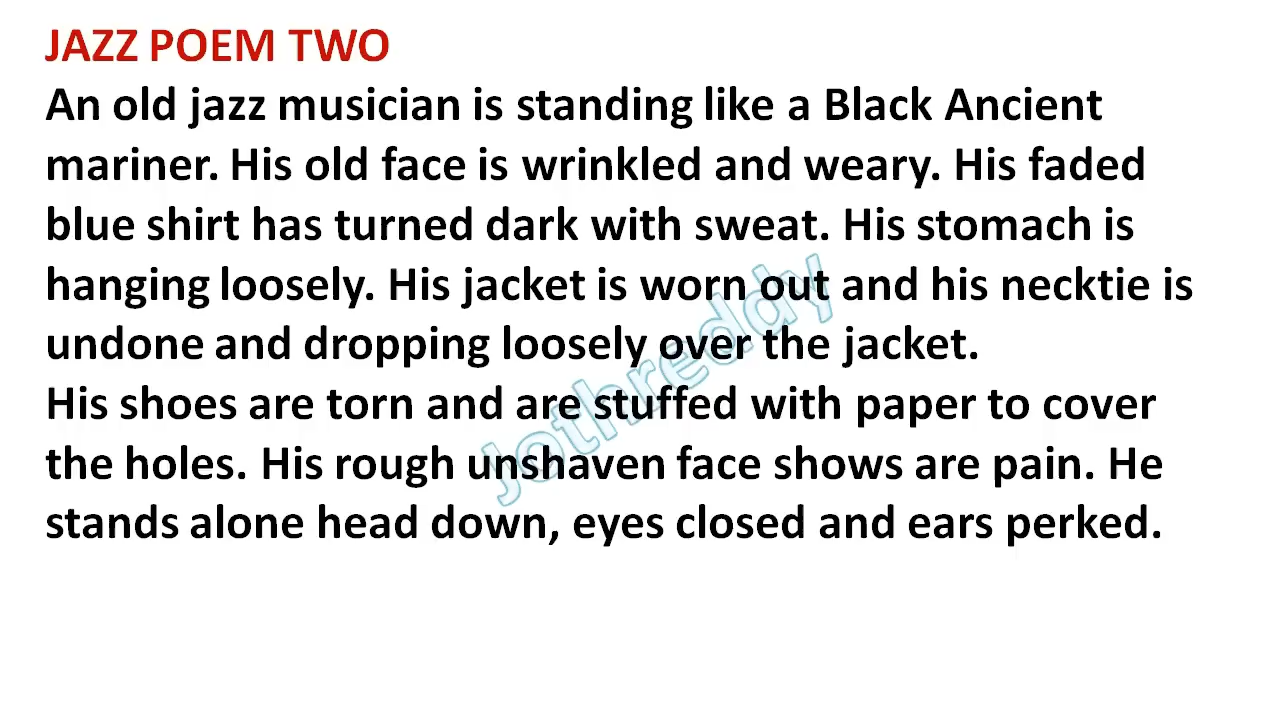 JAZZ POEM TWO
An old jazz musician is standing like a Black Ancient
mariner. His old face is wrinkled and weary. His faded
blue shirt has turned dark with sweat. His stomach is
hanging loosely. His jacket is worn out and his necktie is
undone and dropping loosely over the jacket.
His shoes are torn and are stuffed with paper to cover
the holes. His rough unshaven face shows are pain. He
stands alone head down, eyes closed and ears perked.
Jothreddy